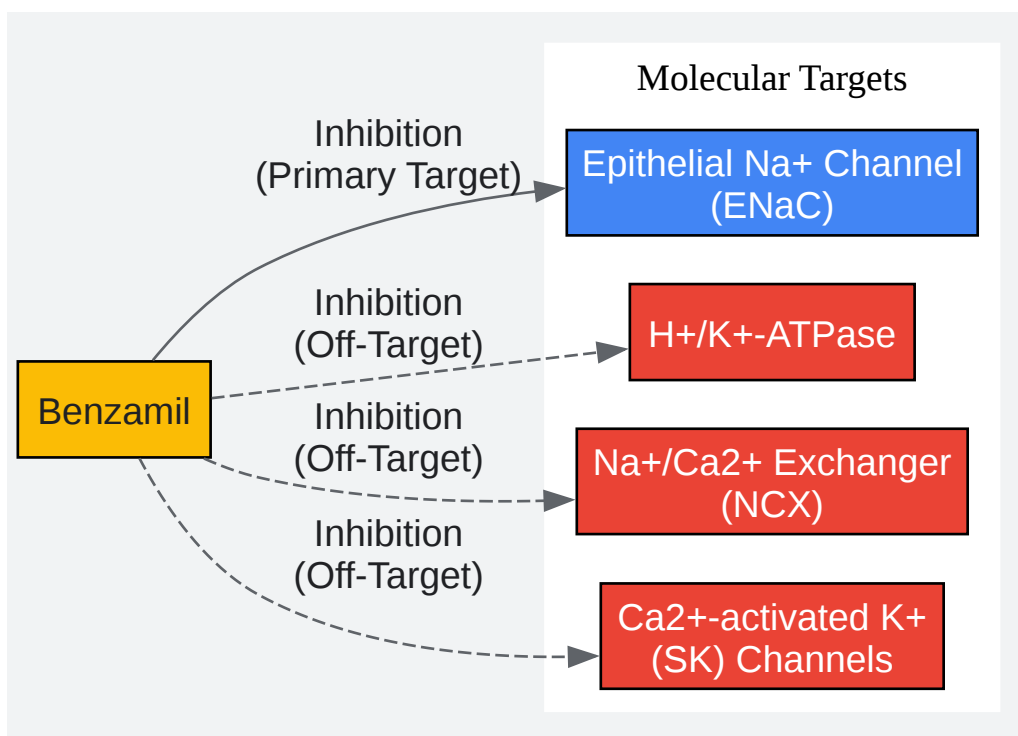 Molecular Targets
Inhibition
(Primary Target)
Epithelial Na+ Channel
(ENaC)
Inhibition
(Off-Target)
H+/K+-ATPase
Benzamil
Inhibition
(Off-Target)
Na+/Ca2+ Exchanger
(NCX)
Inhibition
(Off-Target)
Ca2+-activated K+
(SK) Channels